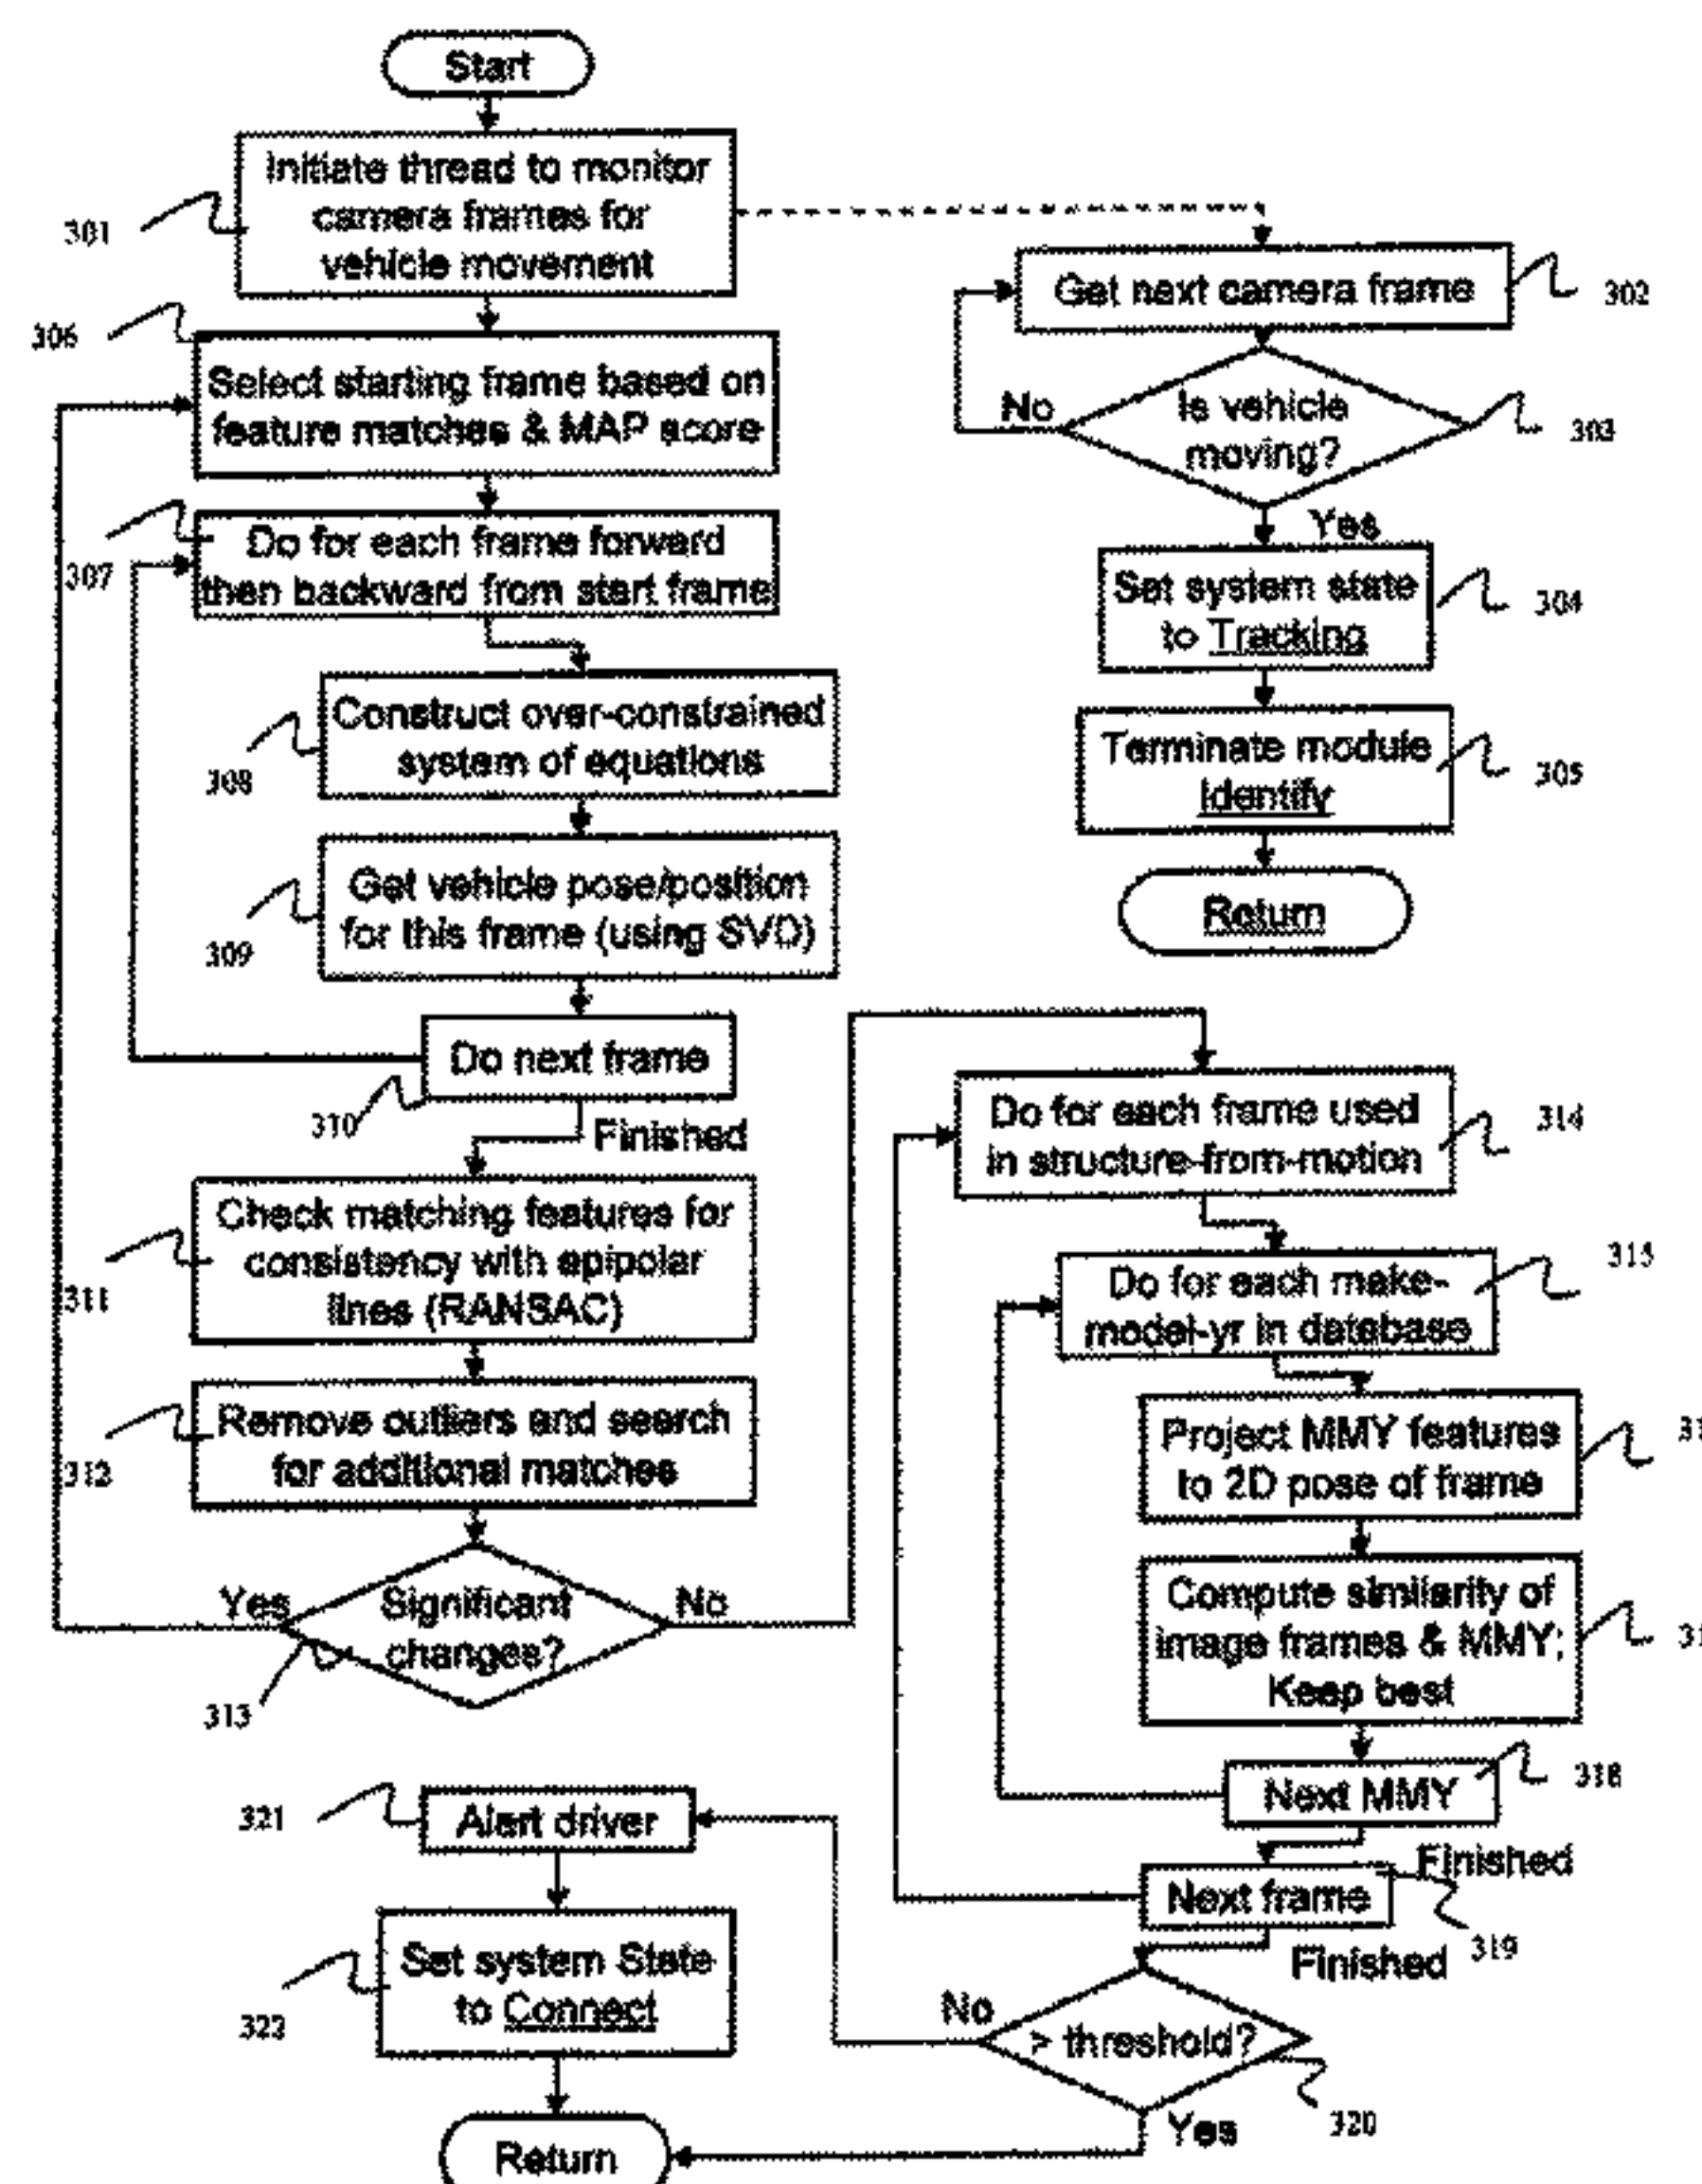 Start
Initiate thread to monitor
camera frames for
vehicle movement
301
Get next camera frame
302
306
Select starting frame based on
feature matches & MAP score
No
Is vehicle
moving?
303
Yes
Do for each frame forward
then backward from start frame
307
Set system state
to Tracking
304
Construct over-constrained
system of equations
308
Terminate module
Identify
305
Get vehicle pose/position
for this frame (using SVD)
309
Return
Do next frame
310
Finished
Do for each frame used
in structure-from-motion
314
Check matching features for
consistency with epipolar
lines (RANSAC)
311
Do for each make-
model-yr in database
315
Remove outliers and search
for additional matches
312
Project MMY features
to 2D pose of frame
31
Yes
Significant
changes?
No
313
Compute similarity of
image frames & MMY;
Keep best
31
Next MMY
318
Finished
321
Alert driver
Next frame
319
Finished
Set system State
to Connect
322
No
> threshold?
320
Yes
Return